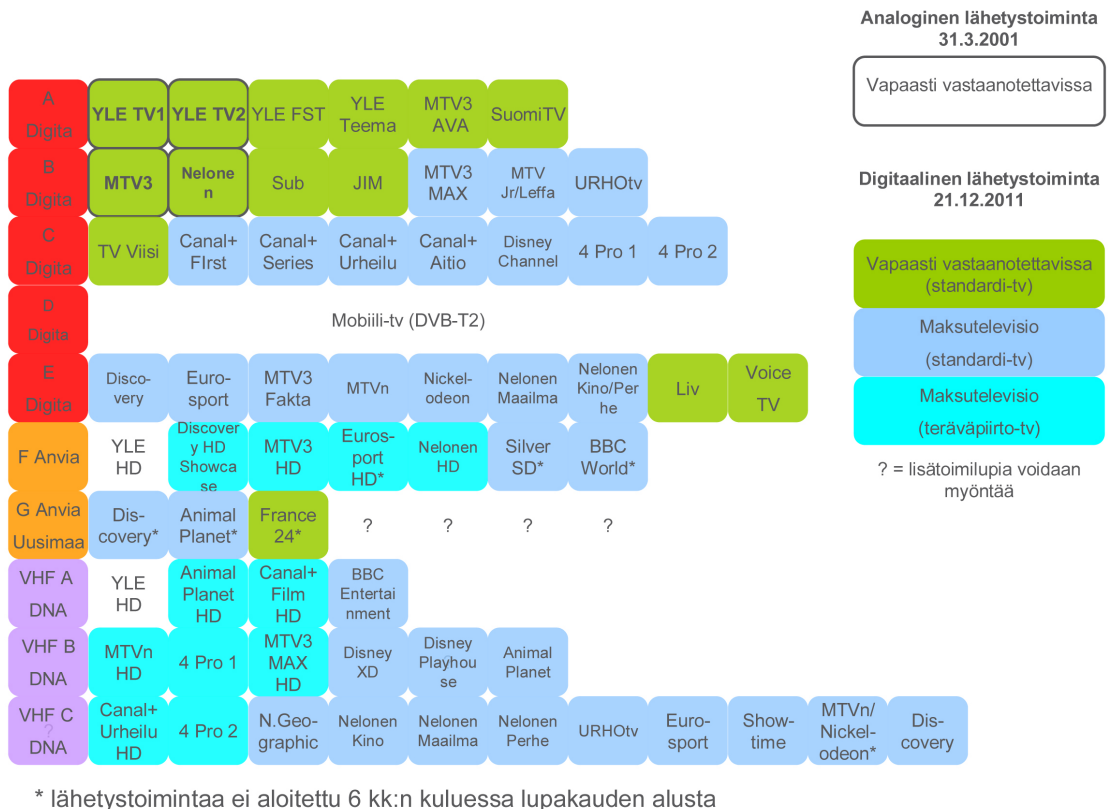 Analoginen lähetystoiminta
31.3.2001
Vapaasti vastaanotettavissa
Digitaalinen lähetystoiminta
21.12.2011
Vapaasti vastaanotettavissa
(standardi-tv)
Maksutelevisio
(standardi-tv)
Maksutelevisio
(teräväpiirto-tv)
? = lisätoimilupia voidaan
myöntää
A
Digita
YLE TV1
YLE TV2
YLE FST
YLE
Teema
MTV3
AVA
SuomiTV
B
Digita
MTV3
Nelone
n
Sub
JIM
MTV3
MAX
MTV
Jr/Leffa
URHOtv
C
Digita
TV Viisi
Canal+
FIrst
Canal+
Series
Canal+
Urheilu
Canal+
Aitio
Disney
Channel
4 Pro 1
4 Pro 2
D
Digita
Mobiili-tv (DVB-T2)
E
Digita
Disco-
very
Euro-
sport
MTV3
Fakta
MTVn
Nickel-
odeon
Nelonen
Maailma
Nelonen
Kino/Per
he
Liv
Voice
TV
F Anvia
YLE
HD
Discover
y HD
Showca
se
MTV3
HD
Euros-
port
HD*
Nelonen
HD
Silver
SD*
BBC
World*
G Anvia
Uusimaa
Dis-
covery*
Animal
Planet*
France
24*
?
?
?
?
VHF A
DNA
YLE
HD
Animal
Planet
HD
Canal+
Film
HD
BBC
Entertai
nment
VHF B
DNA
MTVn
HD
4 Pro 1
MTV3
MAX
HD
Disney
XD
Disney
Playhou
se
Animal
Planet
VHF C
?
DNA
Canal+
Urheilu
HD
4 Pro 2
N.Geo-
graphic
Nelonen
Kino
Nelonen
Maailma
Nelonen
Perhe
URHOtv
Euro-
sport
Show-
time
MTVn/
Nickel-
odeon*
Dis-
covery
* lähetystoimintaa ei aloitettu 6 kk:n kuluessa lupakauden alusta